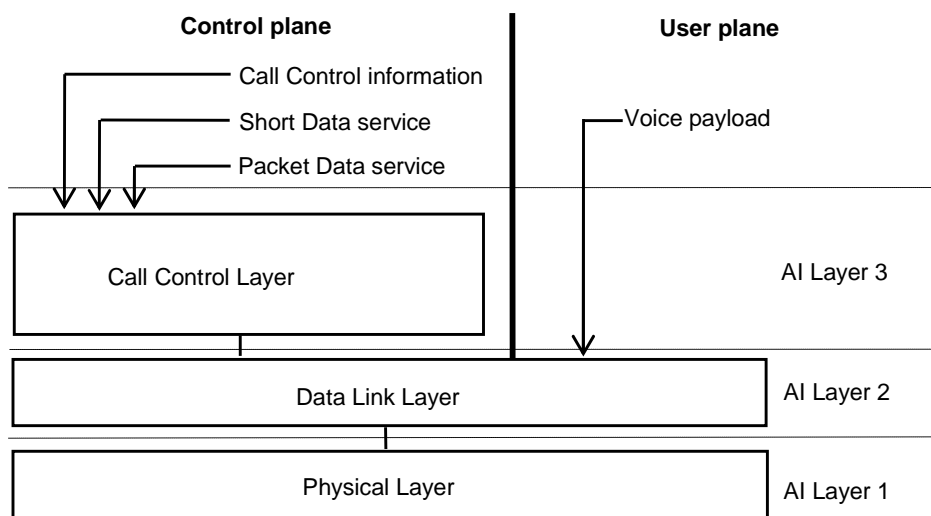 Control plane
User plane
Call Control information
Short Data service
Voice payload
Packet Data service
Call Control Layer
AI Layer 3
Data Link Layer
AI Layer 2
Physical Layer
AI Layer 1